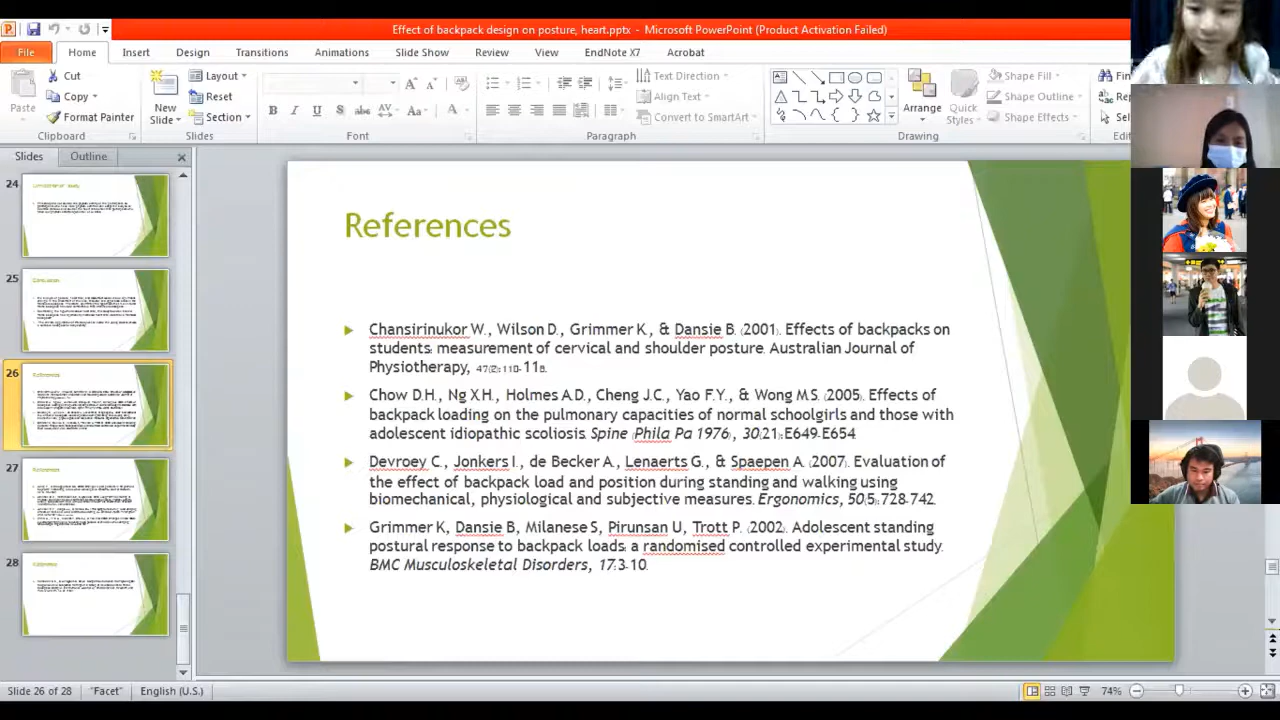 Effect of backpack design on posture, heart.pptx - Microsoft PowerPoint (Product Activation Failed)
File Home Insert Design Transitions Animations Slide Show Review View EndNote X7 Acrobat
Paste
Cut
Copy
Format Painter
Clipboard
New
Slide
Layout
Reset
Section
Slides
B I U S abc AV Aa A
Font
Text Direction
Align Text
Convert to SmartArt
Paragraph
Arrange
Quick
Styles
Shape Fill
Shape Outline
Shape Effects
Drawing
Slides Outline
24
25
26
References
27
28
References
Chansirinukor W., Wilson D., Grimmer K., & Dansie B. (2001). Effects of backpacks on
students: measurement of cervical and shoulder posture. Australian Journal of
Physiotherapy, 47(2):110-118.
Chow D.H., Ng X.H., Holmes A.D., Cheng J.C., Yao F.Y., & Wong M.S. (2005). Effects of
backpack loading on the pulmonary capacities of normal schoolgirls and those with
adolescent idiopathic scoliosis. Spine (Phila Pa 1976), 30(21):E649-E654
Devroey C., Jonkers I., de Becker A., Lenaerts G., & Spaepen A. (2007). Evaluation of
the effect of backpack load and position during standing and walking using
biomechanical, physiological and subjective measures. Ergonomics, 50(5):728-742.
Grimmer K, Dansie B, Milanese S, Pirunsan U, Trott P. (2002). Adolescent standing
postural response to backpack loads: a randomised controlled experimental study.
BMC Musculoskeletal Disorders, 17:3-10.
Slide 26 of 28 "Facet" English (U.S.) 74%